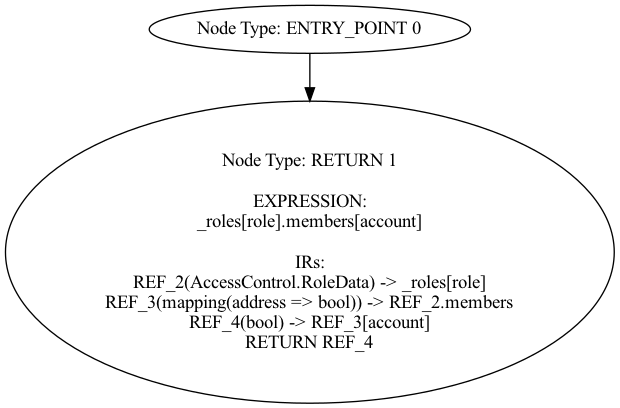 Node Type: ENTRY_POINT 0
Node Type: RETURN 1
EXPRESSION:
_roles[role].members[account]
IRs:
REF_2(AccessControl.RoleData) -> _roles[role]
REF_3(mapping(address => bool)) -> REF_2.members
REF_4(bool) -> REF_3[account]
RETURN REF_4